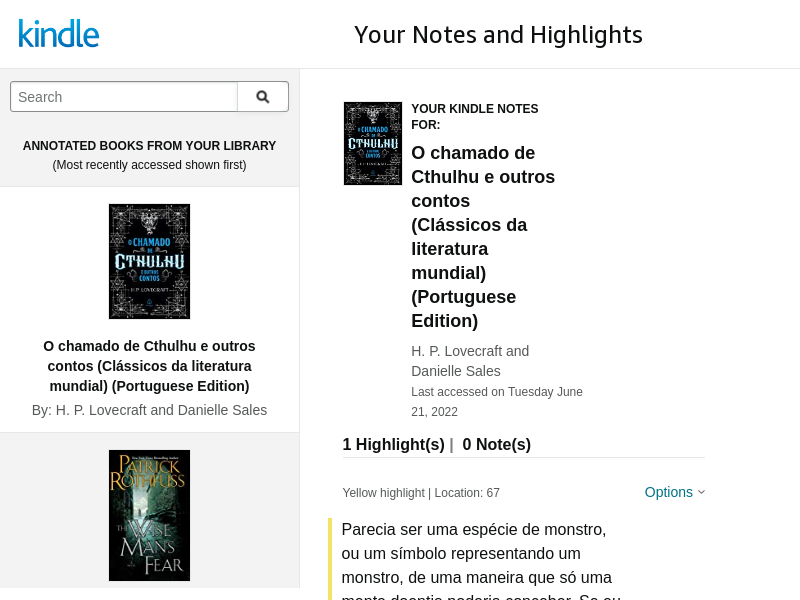 kindle
Your Notes and Highlights
Search
ANNOTATED BOOKS FROM YOUR LIBRARY
(Most recently accessed shown first)
O CHAMADO
DE
CTHULHU
E OUTROS
CONTOS
H.P. LOVECRAFT
O chamado de Cthulhu e outros
contos (Clássicos da literatura
mundial) (Portuguese Edition)
By: H. P. Lovecraft and Danielle Sales
PATRICK
ROTHFUSS
THE
WISE
MAN'S
FEAR
O CHAMADO
DE
CTHULHU
E OUTROS
CONTOS
YOUR KINDLE NOTES
FOR:
O chamado de
Cthulhu e outros
contos
(Clássicos da
literatura
mundial)
(Portuguese
Edition)
H. P. Lovecraft and
Danielle Sales
Last accessed on Tuesday June
21, 2022
1 Highlight(s) | 0 Note(s)
Yellow highlight | Location: 67
Options
Parecia ser uma espécie de monstro,
ou um símbolo representando um
monstro, de uma maneira que só uma